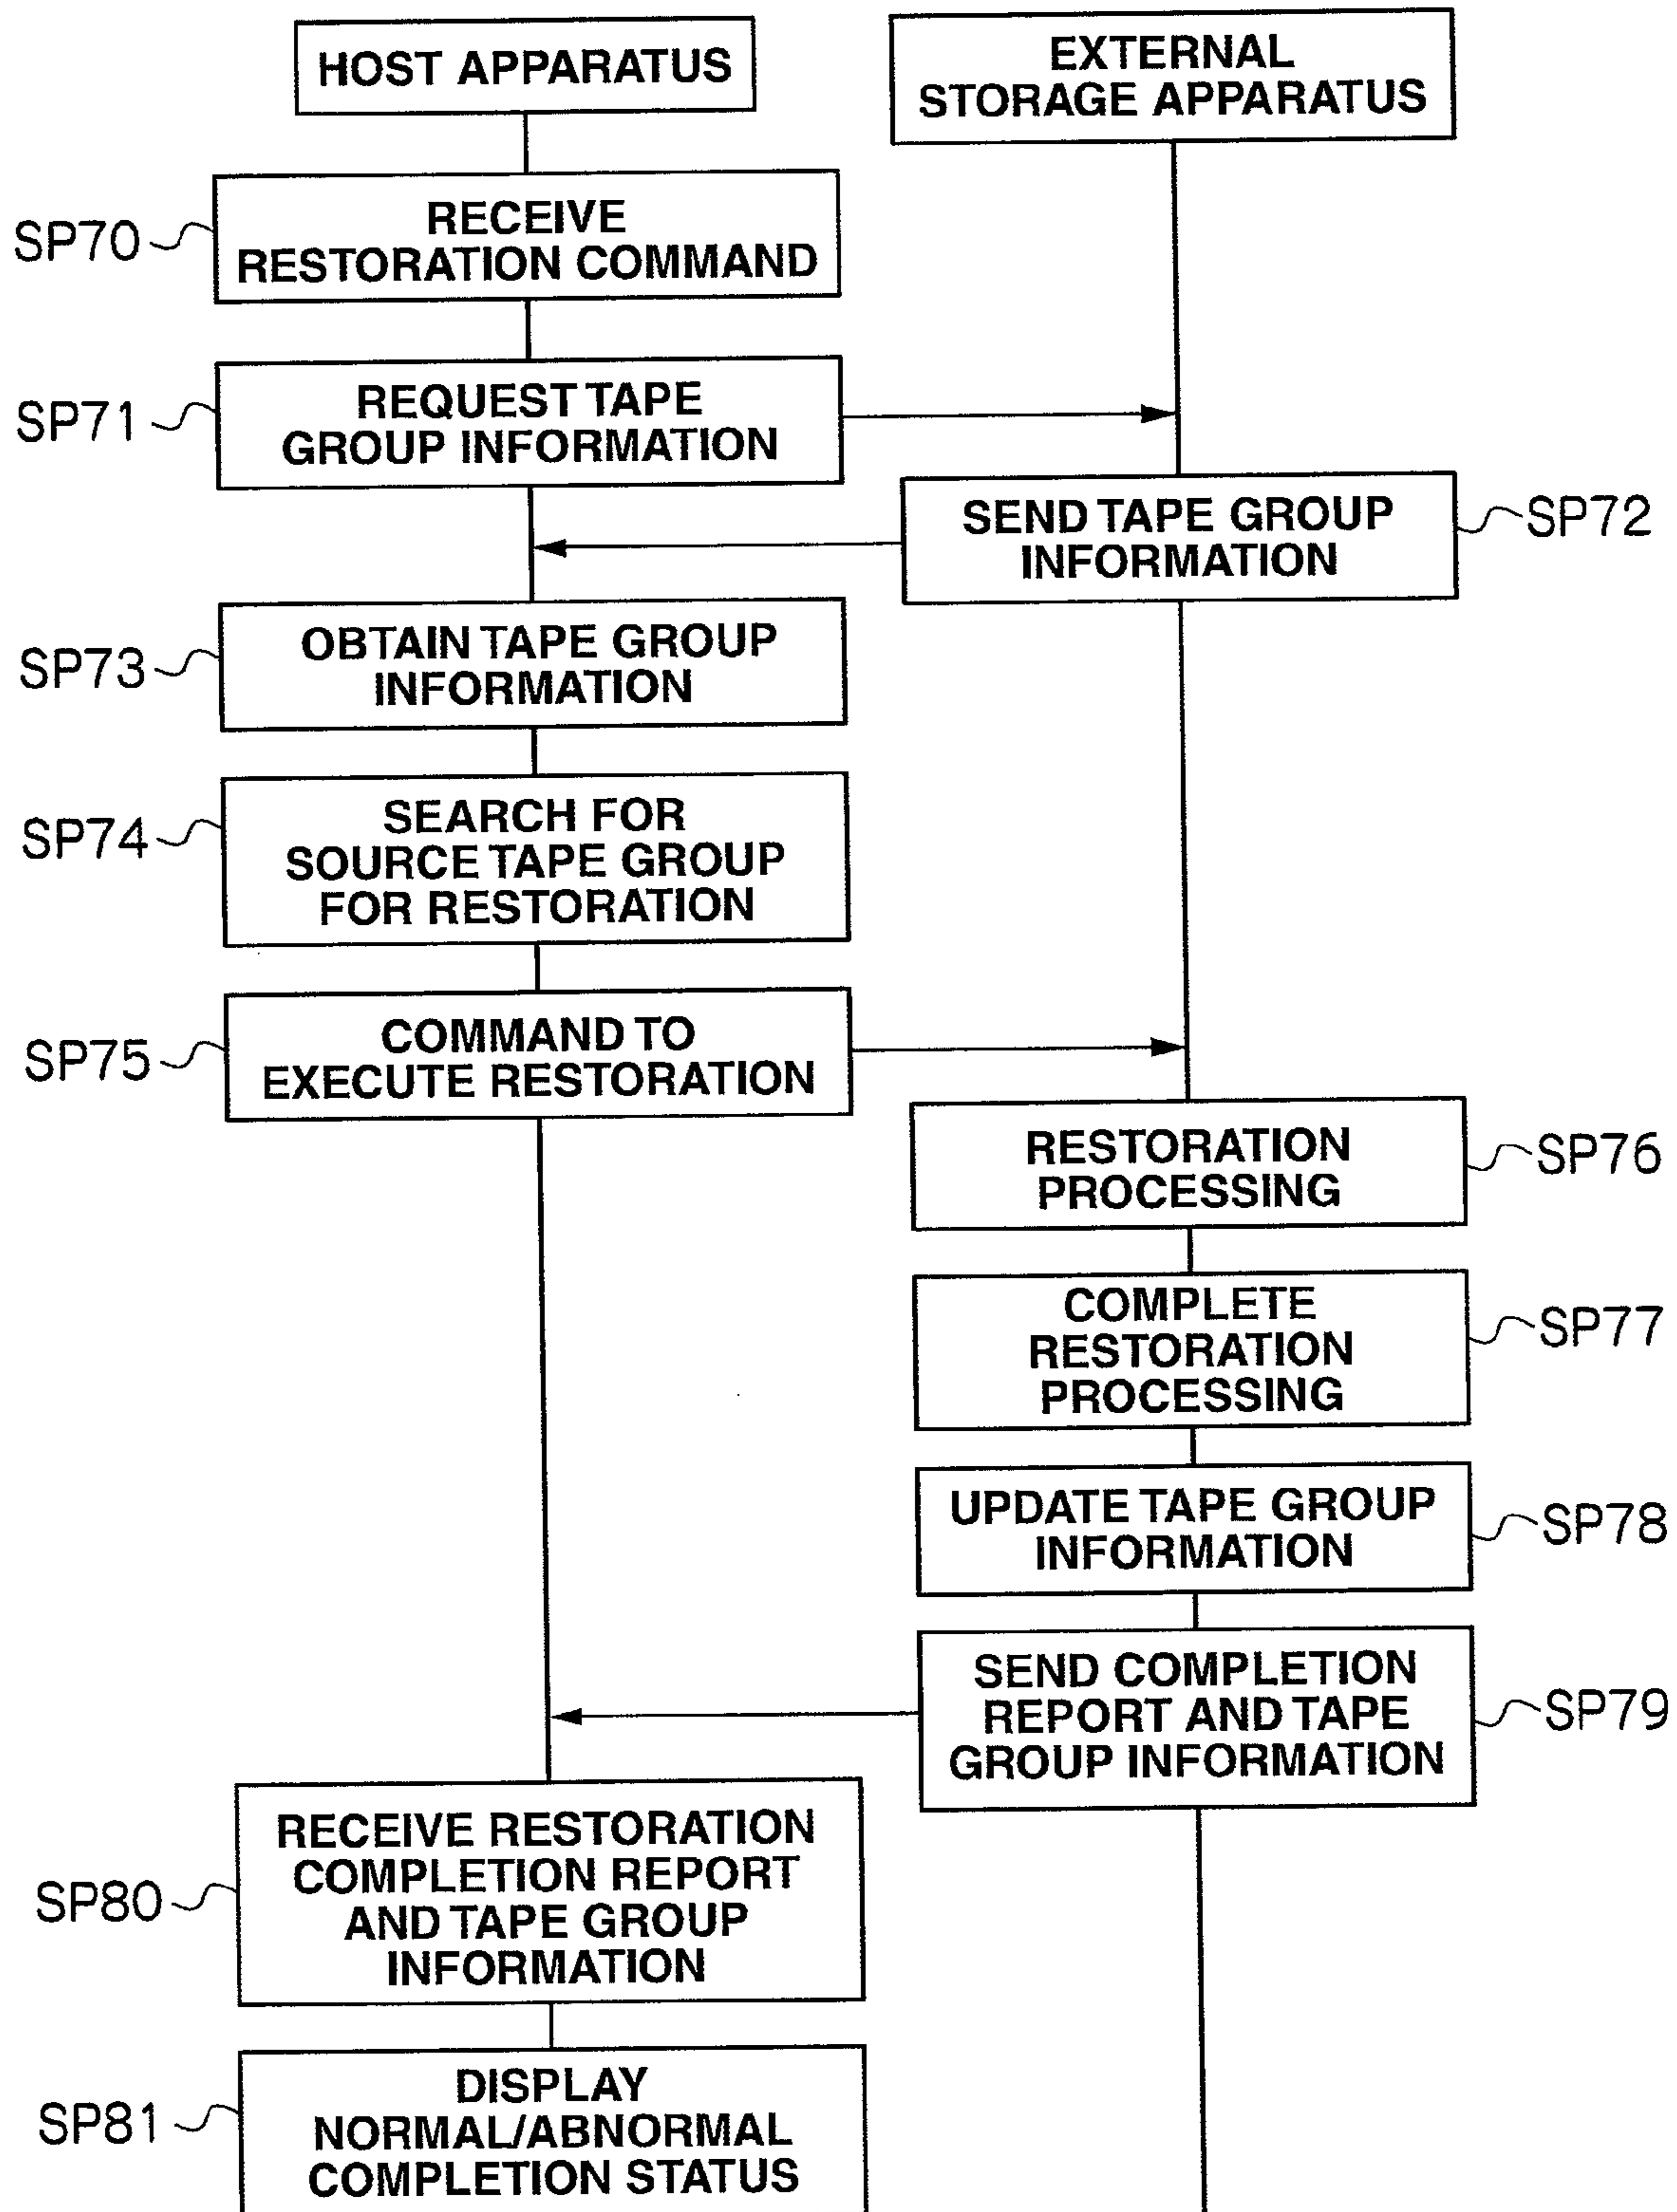 HOST APPARATUS
EXTERNAL
STORAGE APPARATUS
SP70
RECEIVE
RESTORATION COMMAND
SP71
REQUEST TAPE
GROUP INFORMATION
SEND TAPE GROUP
INFORMATION
SP72
SP73
OBTAIN TAPE GROUP
INFORMATION
SP74
SEARCH FOR
SOURCE TAPE GROUP
FOR RESTORATION
SP75
COMMAND TO
EXECUTE RESTORATION
RESTORATION
PROCESSING
SP76
COMPLETE
RESTORATION
PROCESSING
SP77
UPDATE TAPE GROUP
INFORMATION
SP78
SEND COMPLETION
REPORT AND TAPE
GROUP INFORMATION
SP79
SP80
RECEIVE RESTORATION
COMPLETION REPORT
AND TAPE GROUP
INFORMATION
SP81
DISPLAY
NORMAL/ABNORMAL
COMPLETION STATUS